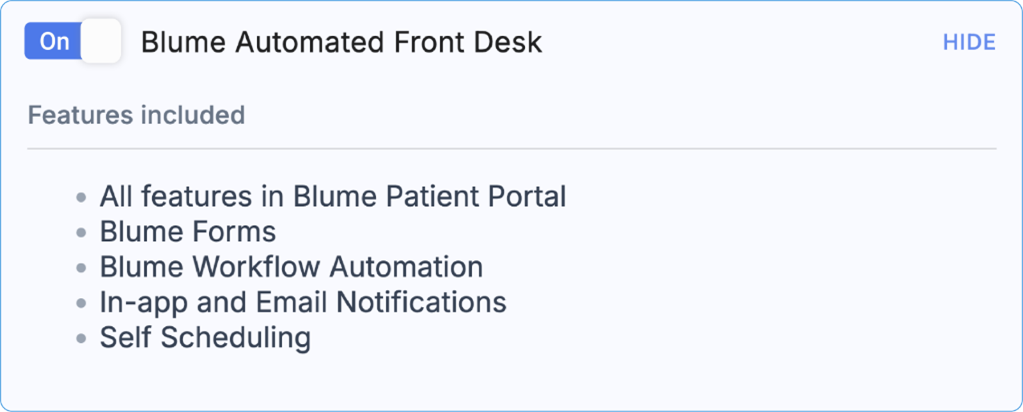 On
Blume Automated Front Desk
HIDE
Features included
All features in Blume Patient Portal
Blume Forms
Blume Workflow Automation
In-app and Email Notifications
Self Scheduling